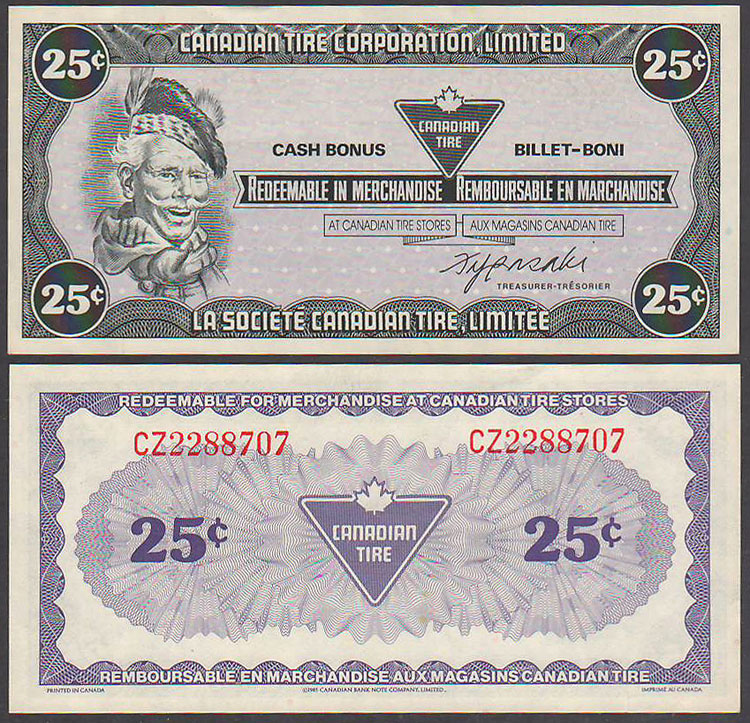 CANADIAN TIRE CORPORATION, LIMITED
25¢ 25¢
CANADIAN
TIRE
CASH BONUS BILLET-BONI
REDEEMABLE IN MERCHANDISE REMBOURSABLE EN MARCHANDISE
AT CANADIAN TIRE STORES AUX MAGASINS CANADIAN TIRE
TREASURER-TRÉSORIER
25¢ 25¢
LA SOCIÉTÉ CANADIAN TIRE, LIMITÉE
REDEEMABLE FOR MERCHANDISE AT CANADIAN TIRE STORES
CZ2288707 CZ2288707
25¢ CANADIAN 25¢
TIRE
REMBOURSABLE EN MARCHANDISE AUX MAGASINS CANADIAN TIRE
PRINTED IN CANADA ©1985 CANADIAN BANK NOTE COMPANY, LIMITED. IMPRIMÉ AU CANADA